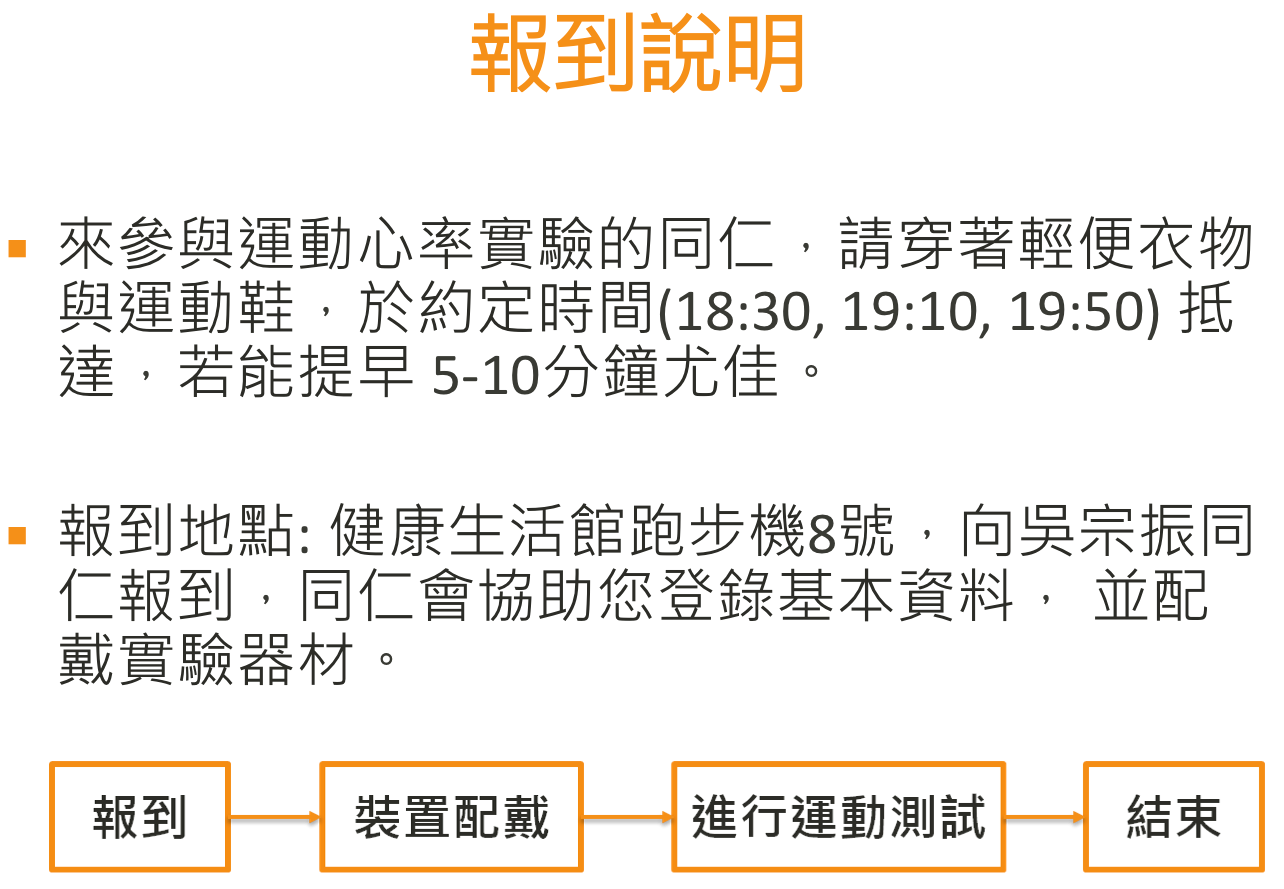 報到說明
來參與運動心率實驗的同仁，請穿著輕便衣物
與運動鞋，於約定時間(18:30, 19:10, 19:50) 抵
達，若能提早 5-10分鐘尤佳。
報到地點: 健康生活館跑步機8號，向吳宗振同
仁報到，同仁會協助您登錄基本資料， 並配
戴實驗器材。
報到
裝置配戴
進行運動測試
結束